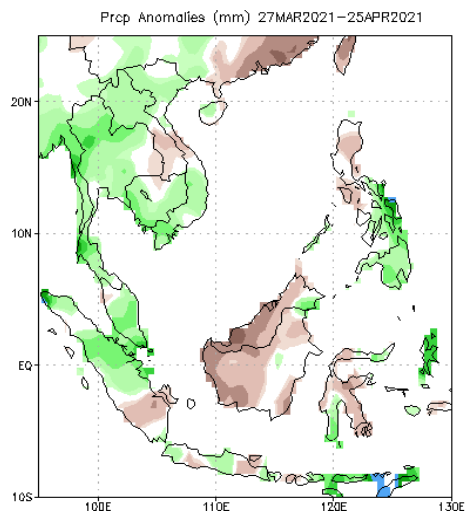 Prcp Anomalies (mm) 27MAR2021-25APR2021
20N
10N
EQ
10S
100E
110E
120E
130E